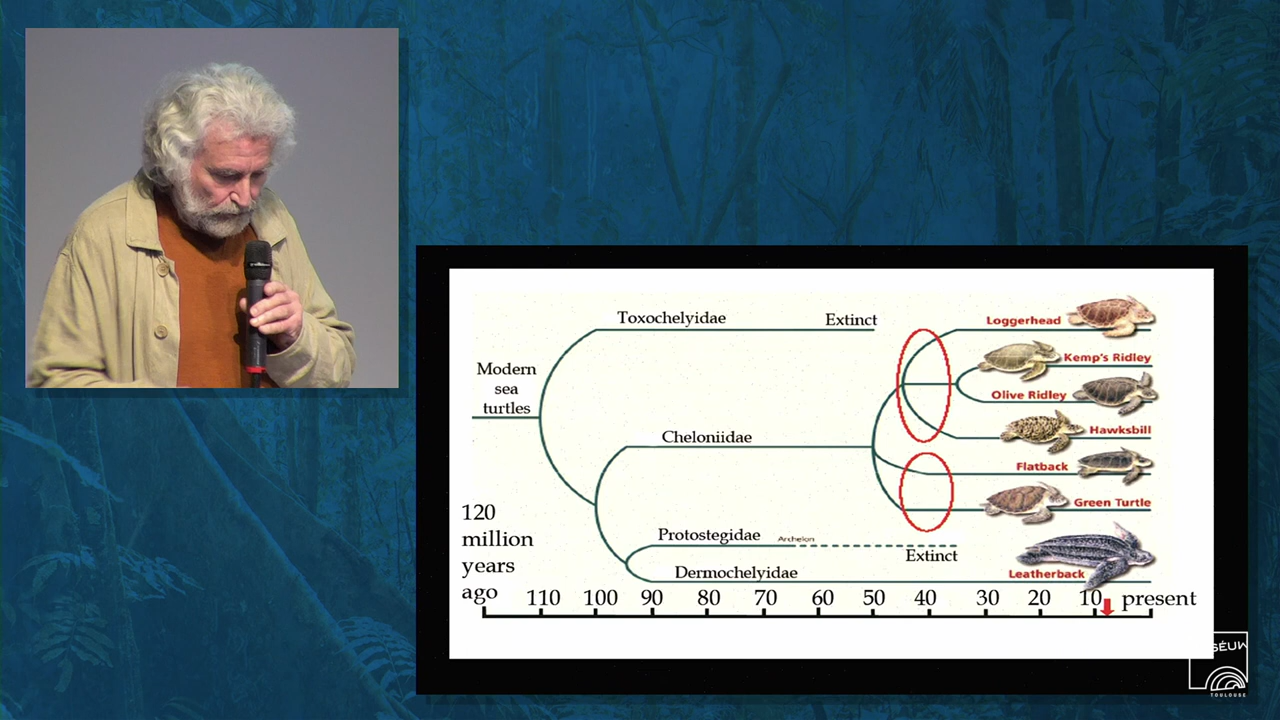 Toxochelyidae
Extinct
Loggerhead
Kemp's Ridley
Modern
sea
turtles
Olive Ridley
Hawksbill
Cheloniidae
Flatback
Green Turtle
120
million
years
ago
Protostegidae
Archelon
Extinct
Dermochelyidae
Leatherback
110 100 90 80 70 60 50 40 30 20 10 present
TOULOUSE